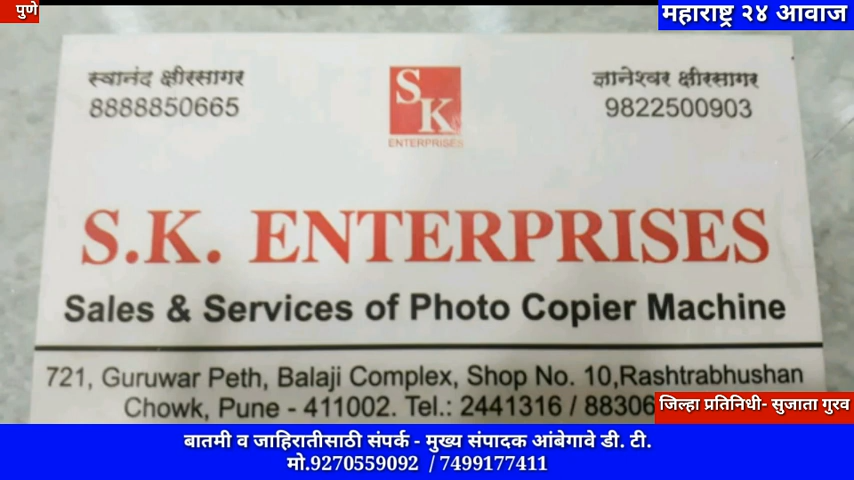 पुणे
महाराष्ट्र २४ आवाज
स्वानंद क्षीरसागर
8888850665
SK
ENTERPRISES
ज्ञानेश्वर क्षीरसागर
9822500903
S.K. ENTERPRISES
Sales & Services of Photo Copier Machine
721, Guruwar Peth, Balaji Complex, Shop No. 10,Rashtrabhushan
Chowk, Pune - 411002. Tel.: 2441316 / 88306
जिल्हा प्रतिनिधी- सुजाता गुरव
बातमी व जाहिरातीसाठी संपर्क - मुख्य संपादक आंबेगावे डी. टी.
मो.9270559092 / 7499177411